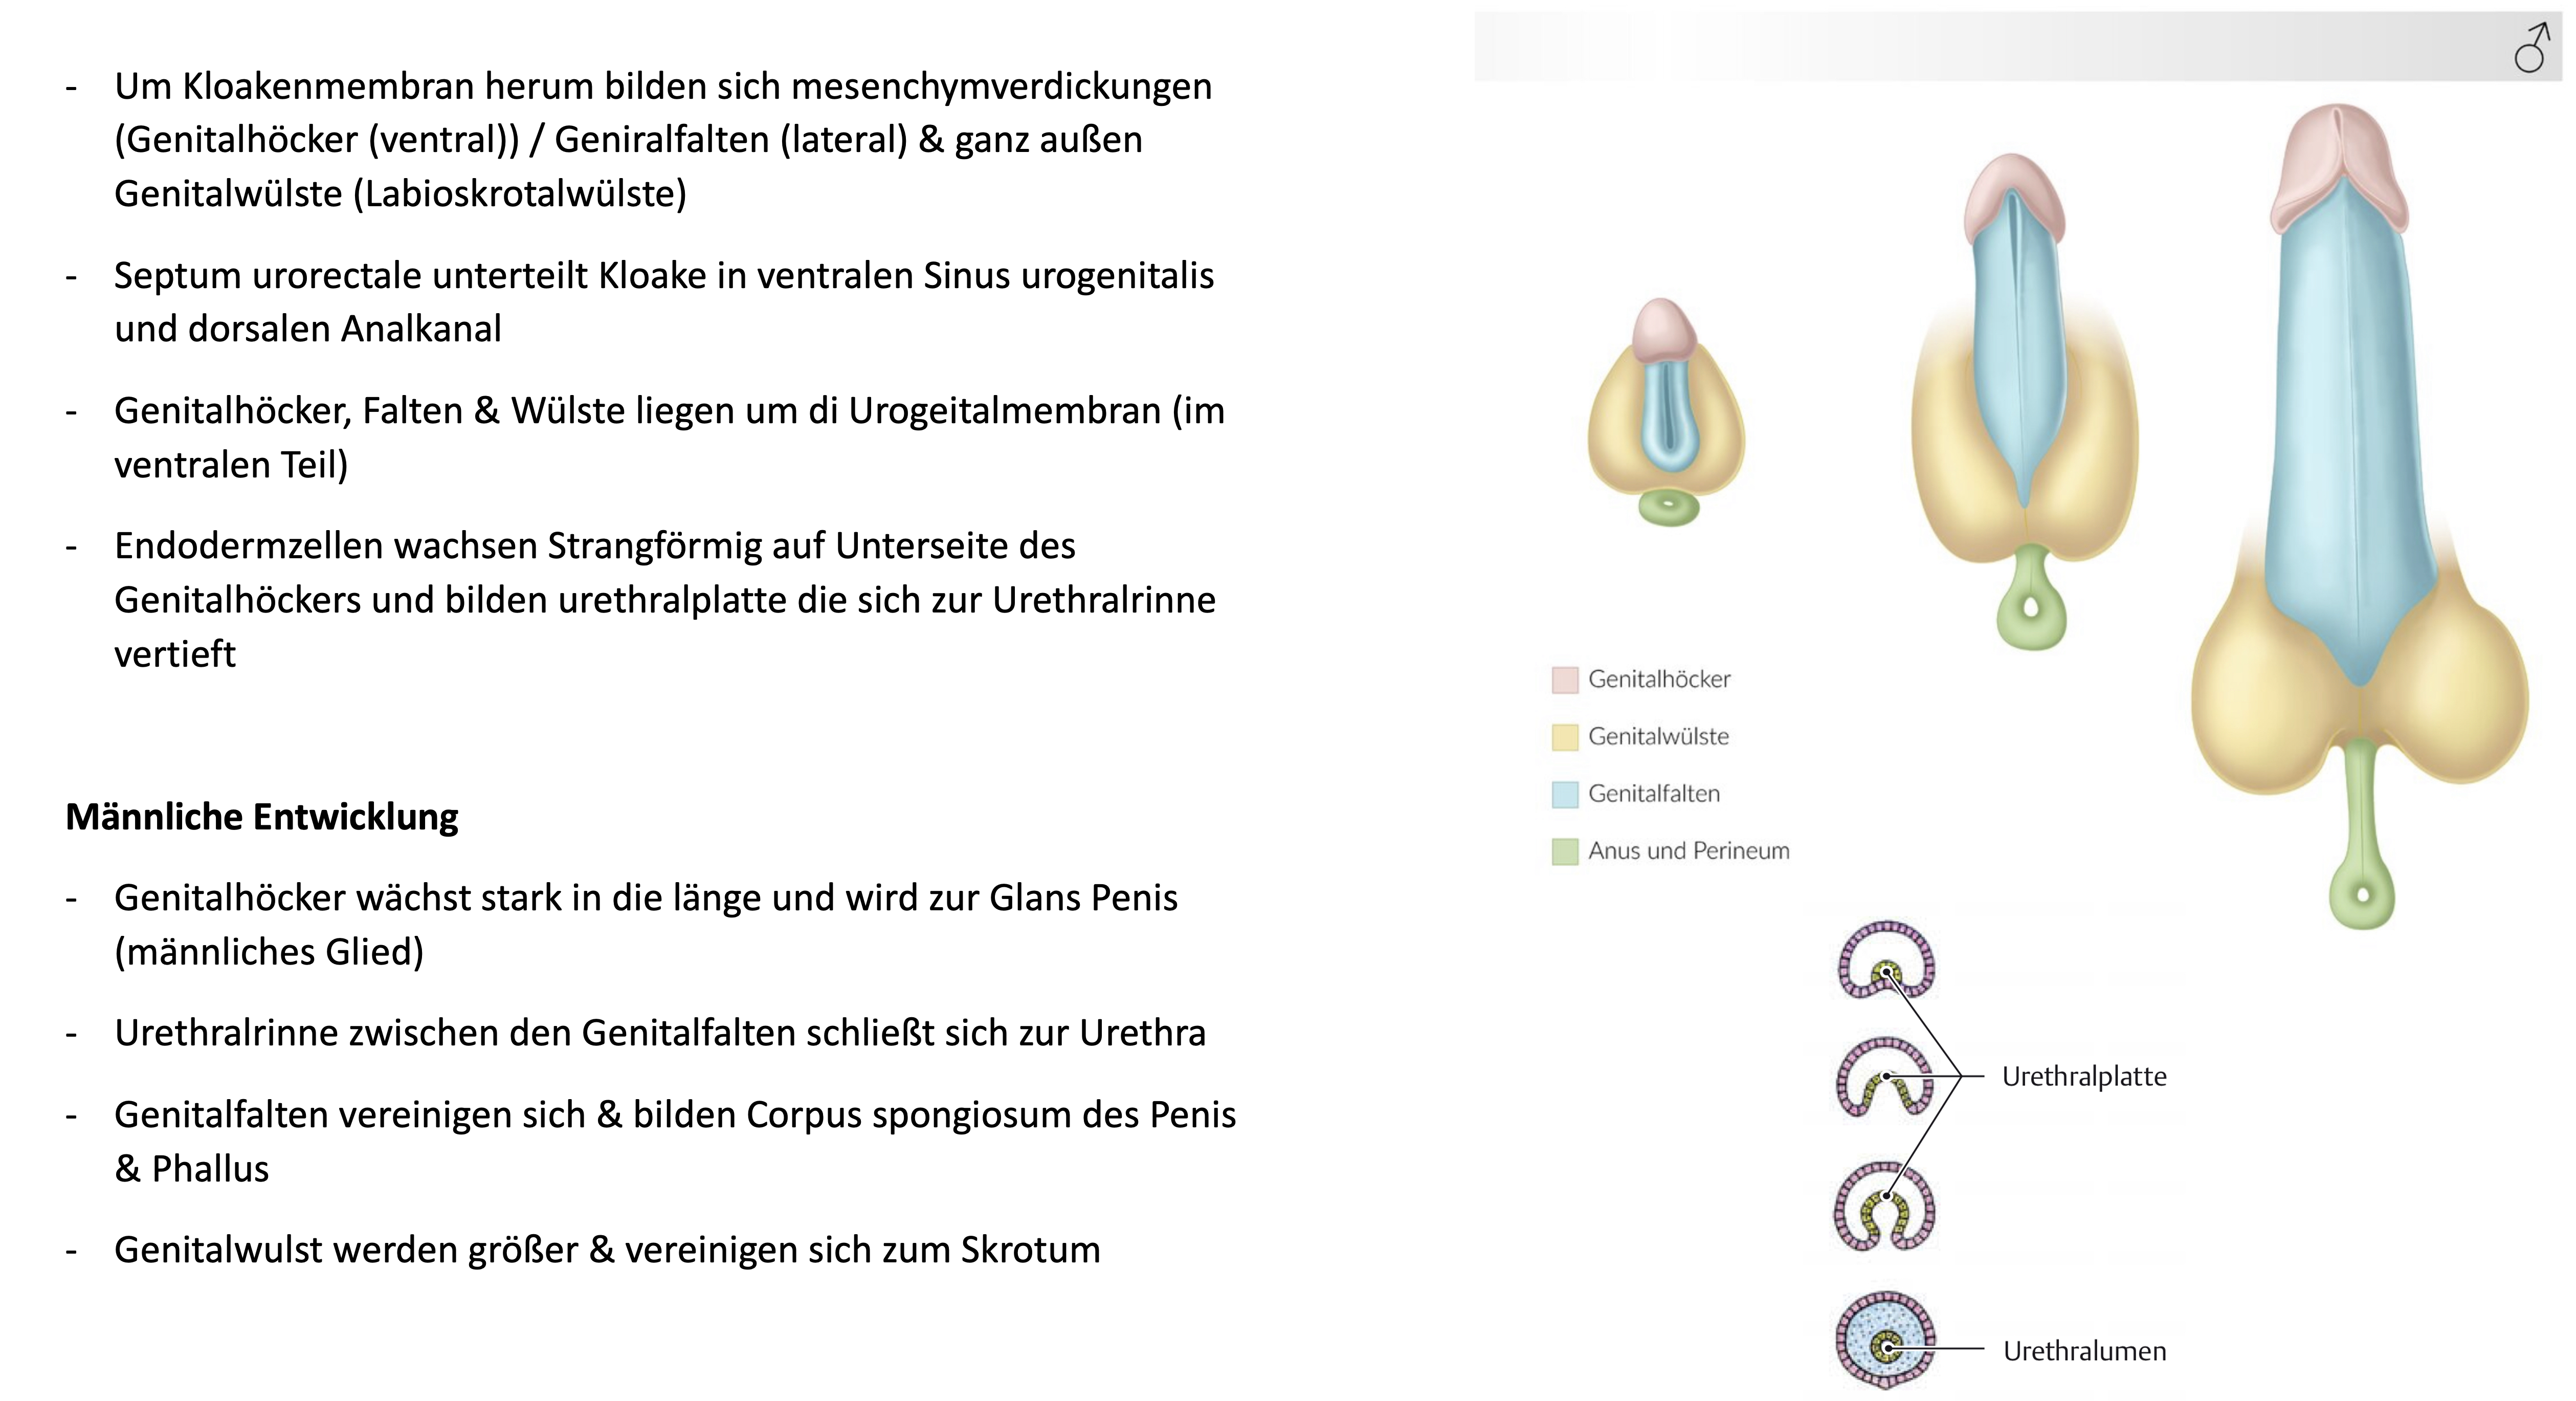 - Um Kloakenmembran herum bilden sich mesenchymverdickungen
(Genitalhöcker (ventral)) / Geniralfalten (lateral) & ganz außen
Genitalwülste (Labioskrotalwülste)
- Septum urorectale unterteilt Kloake in ventralen Sinus urogenitalis
und dorsalen Analkanal
- Genitalhöcker, Falten & Wülste liegen um di Urogeitalmembran (im
ventralen Teil)
- Endodermzellen wachsen Strangförmig auf Unterseite des
Genitalhöckers und bilden urethralplatte die sich zur Urethralrinne
vertieft
Männliche Entwicklung
- Genitalhöcker wächst stark in die länge und wird zur Glans Penis
(männliches Glied)
- Urethralrinne zwischen den Genitalfalten schließt sich zur Urethra
- Genitalfalten vereinigen sich & bilden Corpus spongiosum des Penis
& Phallus
- Genitalwulst werden größer & vereinigen sich zum Skrotum
♂
Genitalhöcker
Genitalwülste
Genitalfalten
Anus und Perineum
Urethralplatte
Urethralumen